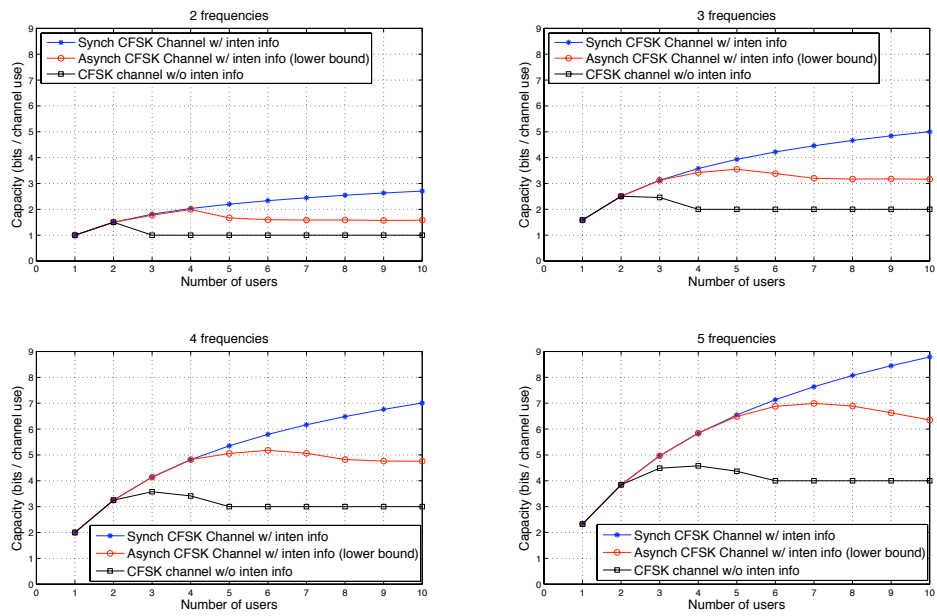 2 frequencies
9
8
7
6
5
4
3
2
1
0
Capacity (bits / channel use)
Synch CFSK Channel w/ inten info
Asynch CFSK Channel w/ inten info (lower bound)
CFSK channel w/o inten info
0 1 2 3 4 5 6 7 8 9 10
Number of users
3 frequencies
9
8
7
6
5
4
3
2
1
0
Capacity (bits / channel use)
Synch CFSK Channel w/ inten info
Asynch CFSK Channel w/ inten info (lower bound)
CFSK channel w/o inten info
0 1 2 3 4 5 6 7 8 9 10
Number of users
4 frequencies
9
8
7
6
5
4
3
2
1
0
Capacity (bits / channel use)
Synch CFSK Channel w/ inten info
Asynch CFSK Channel w/ inten info (lower bound)
CFSK channel w/o inten info
0 1 2 3 4 5 6 7 8 9 10
Number of users
5 frequencies
9
8
7
6
5
4
3
2
1
0
Capacity (bits / channel use)
Synch CFSK Channel w/ inten info
Asynch CFSK Channel w/ inten info (lower bound)
CFSK channel w/o inten info
0 1 2 3 4 5 6 7 8 9 10
Number of users